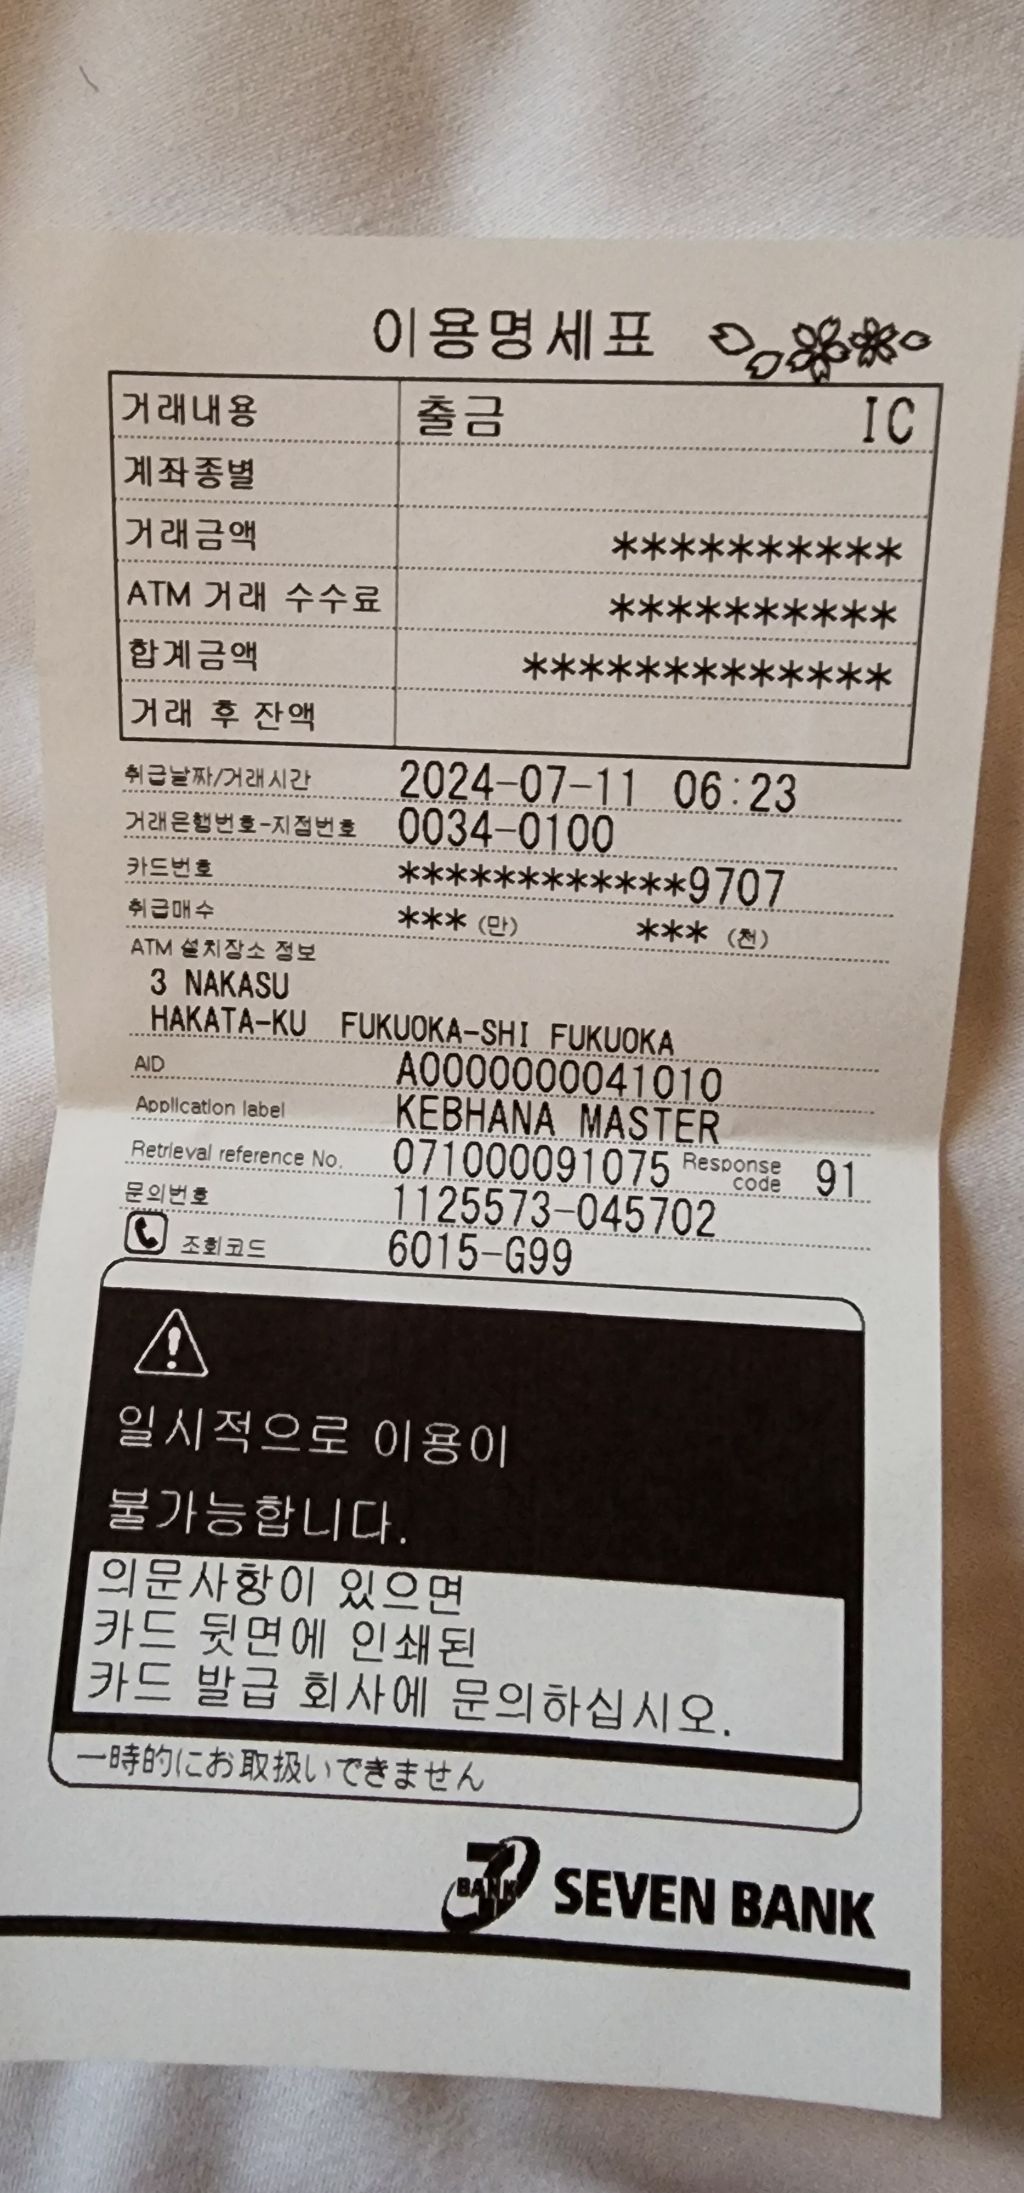 이용명세표
거래내용 출금 IC
계좌종별
거래금액 **********
ATM 거래 수수료 **********
합계금액 *************
거래 후 잔액
취급날짜/거래시간 2024-07-11 06:23
거래은행번호-지점번호 0034-0100
카드번호 ************9707
취급매수 *** (만) *** (천)
ATM 설치장소 정보
3 NAKASU
HAKATA-KU FUKUOKA-SHI FUKUOKA
AID A0000000041010
Application label KEBHANA MASTER
Retrieval reference No. 071000091075 Response code 91
문의번호 1125573-045702
조회코드 6015-G99
일시적으로 이용이
불가능합니다.
의문사항이 있으면
카드 뒷면에 인쇄된
카드 발급 회사에 문의하십시오.
一時的にお取扱いできません
7 BANK SEVEN BANK